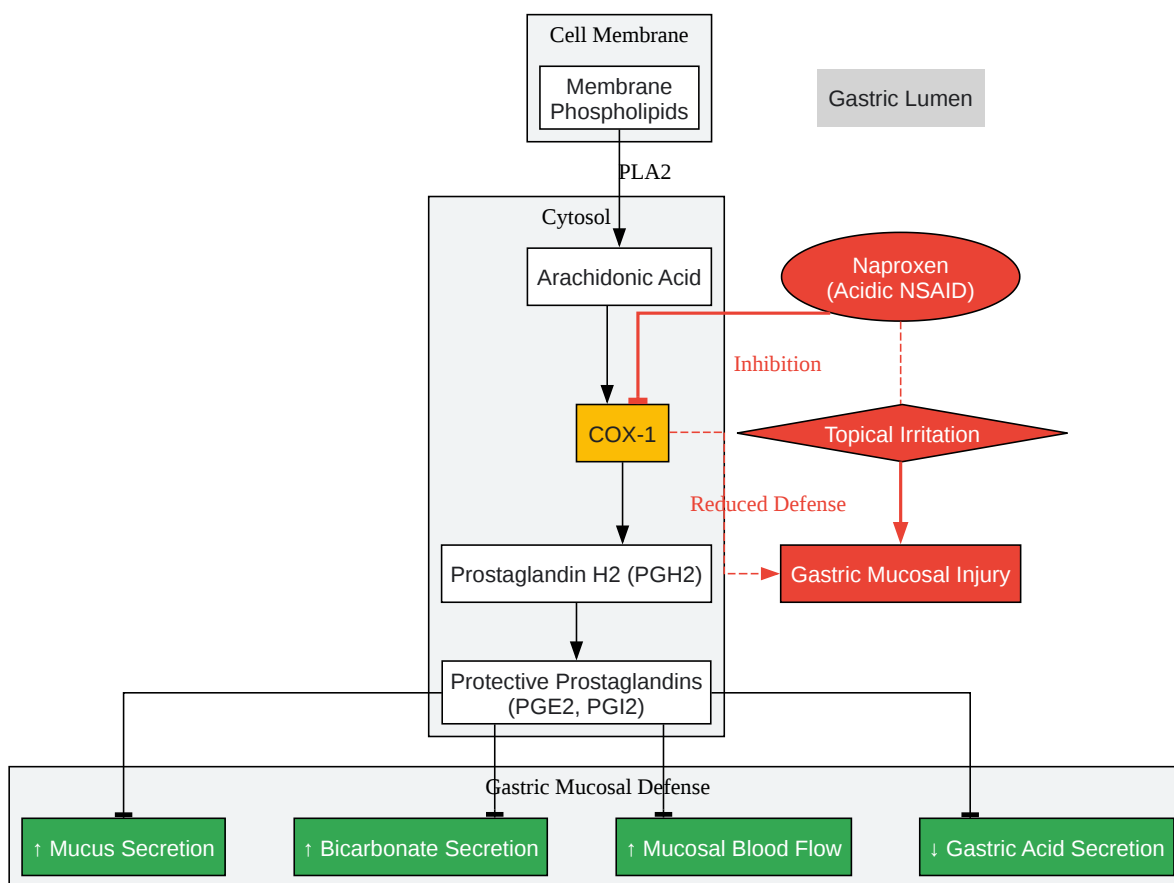 Cell Membrane
Membrane
Phospholipids
Gastric Lumen
PLA2
Cytosol
Arachidonic Acid
Naproxen
(Acidic NSAID)
Inhibition
COX-1
Topical Irritation
Reduced Defense
Prostaglandin H2 (PGH2)
Gastric Mucosal Injury
Protective Prostaglandins
(PGE2, PGI2)
Gastric Mucosal Defense
↑ Mucus Secretion
↑ Bicarbonate Secretion
↑ Mucosal Blood Flow
↓ Gastric Acid Secretion